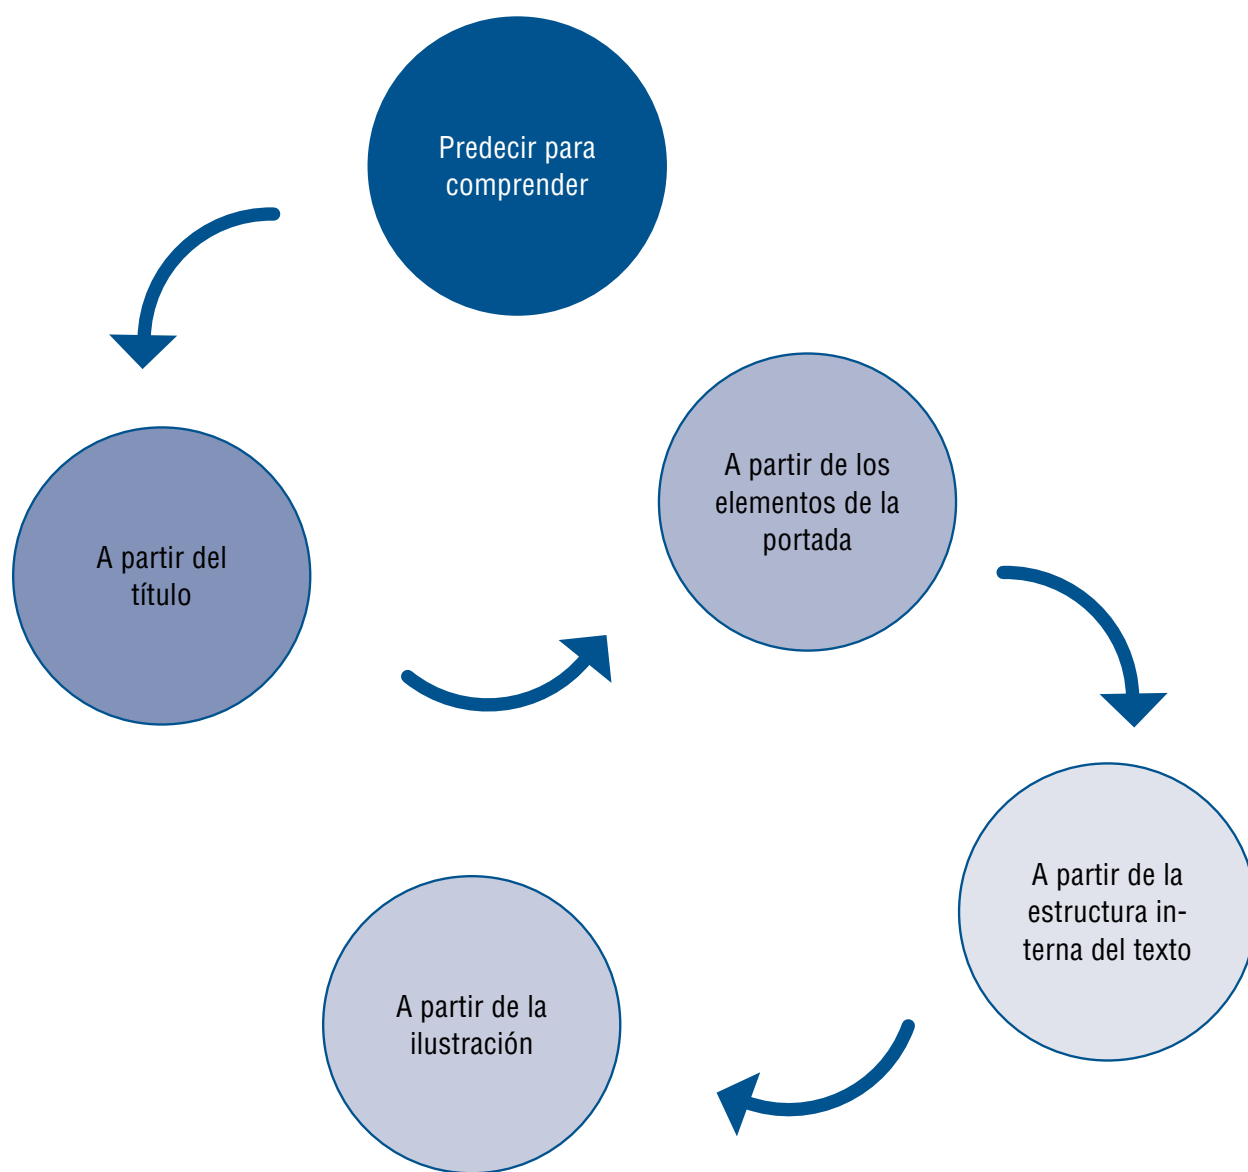 Predecir para
comprender
A partir del
título
A partir de los
elementos de la
portada
A partir de la
estructura in-
terna del texto
A partir de la
ilustración